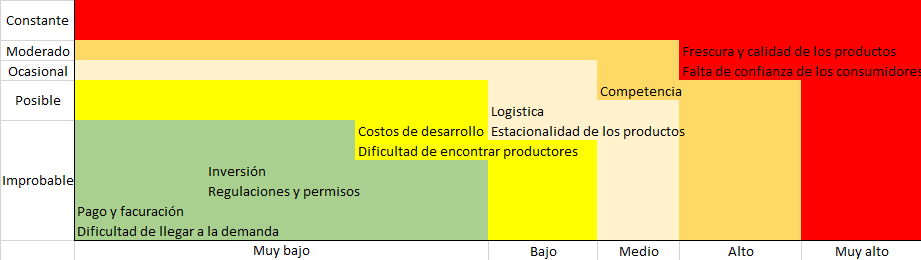 Constante
Moderado
Frescura y calidad de los productos
Ocasional
Falta de confianza de los consumidores
Posible
Competencia
Logistica
Costos de desarrollo
Estacionalidad de los productos
Dificultad de encontrar productores
Improbable
Inversión
Regulaciones y permisos
Pago y facuración
Dificultad de llegar a la demanda
Muy bajo
Bajo
Medio
Alto
Muy alto